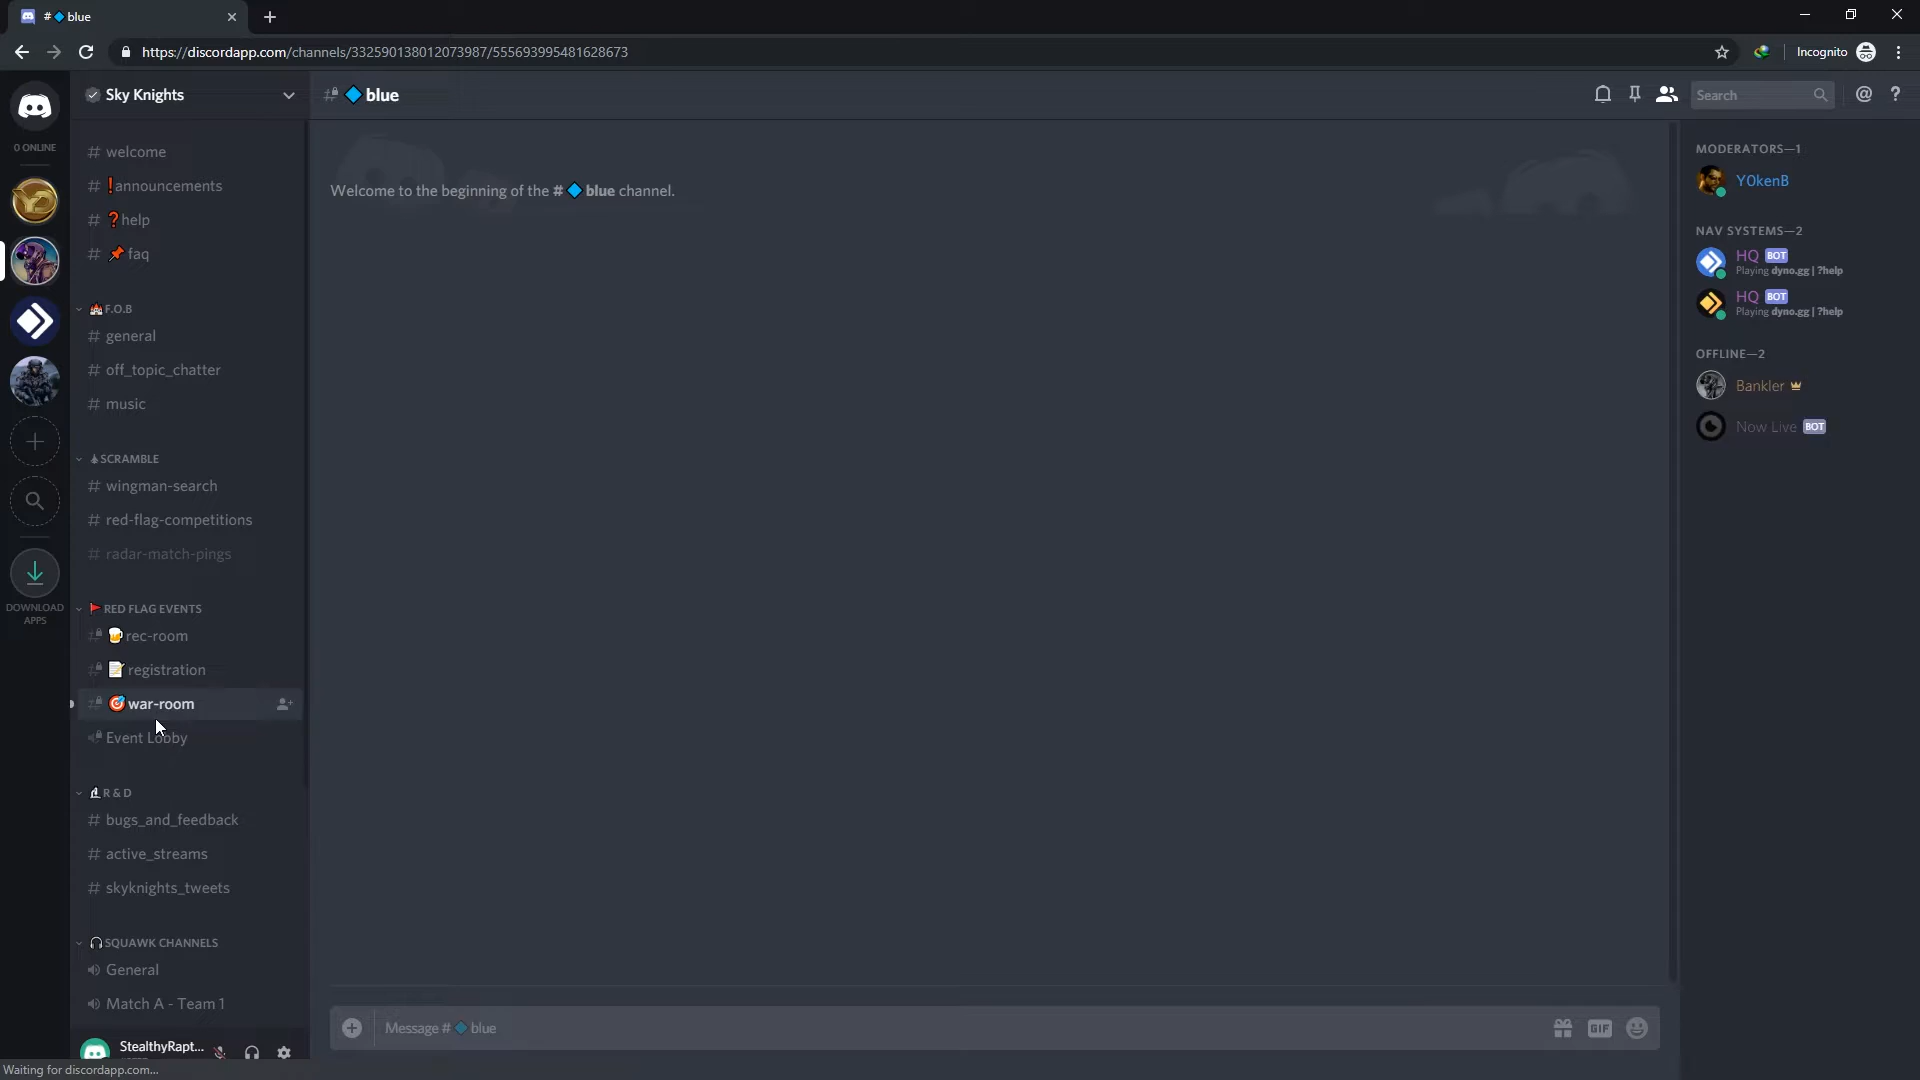 # 🔷blue
https://discordapp.com/channels/332590138012073987/555693995481628673
Incognito
Sky Knights
🔷blue
Search
0 ONLINE
DOWNLOAD
APPS
# welcome
# ❗announcements
# ❓help
# 📌faq
F.O.B
# general
# off_topic_chatter
# music
SCRAMBLE
# wingman-search
# red-flag-competitions
# radar-match-pings
🚩RED FLAG EVENTS
🍺rec-room
📝registration
🎯war-room
Event Lobby
R & D
# bugs_and_feedback
# active_streams
# skyknights_tweets
🎧SQUAWK CHANNELS
General
Match A - Team 1
StealthyRapt...
Waiting for discordapp.com...
Welcome to the beginning of the # 🔷blue channel.
Message # 🔷blue
GIF
MODERATORS—1
Y0kenB
NAV SYSTEMS—2
HQ BOT
Playing dyno.gg | ?help
HQ BOT
Playing dyno.gg | ?help
OFFLINE—2
Bankler
Now Live BOT